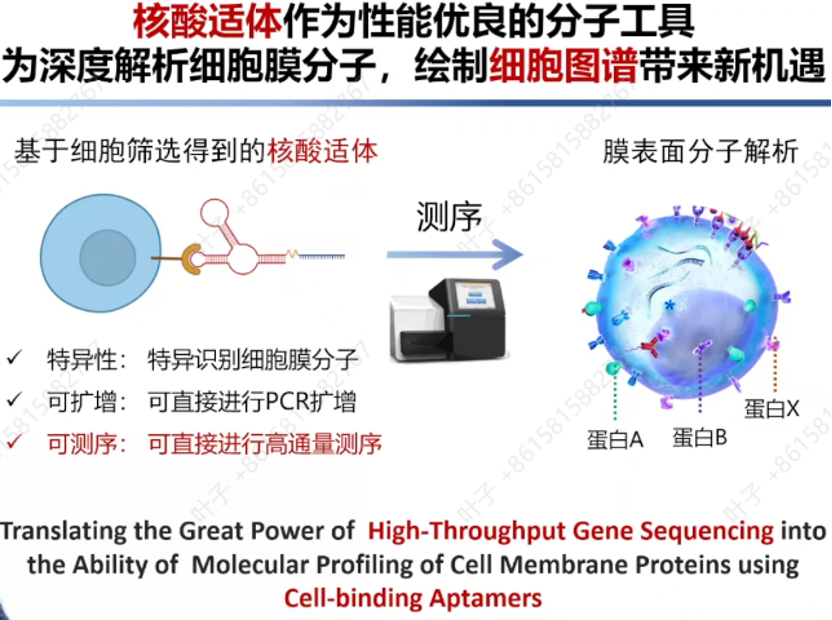 核酸适体作为性能优良的分子工具
为深度解析细胞膜分子，绘制细胞图谱带来新机遇
基于细胞筛选得到的核酸适体
测序
膜表面分子解析
✓ 特异性： 特异识别细胞膜分子
✓ 可扩增： 可直接进行PCR扩增
✓ 可测序： 可直接进行高通量测序
蛋白A
蛋白B
蛋白X
Translating the Great Power of High-Throughput Gene Sequencing into
the Ability of Molecular Profiling of Cell Membrane Proteins using
Cell-binding Aptamers
叶子 +8615815882767